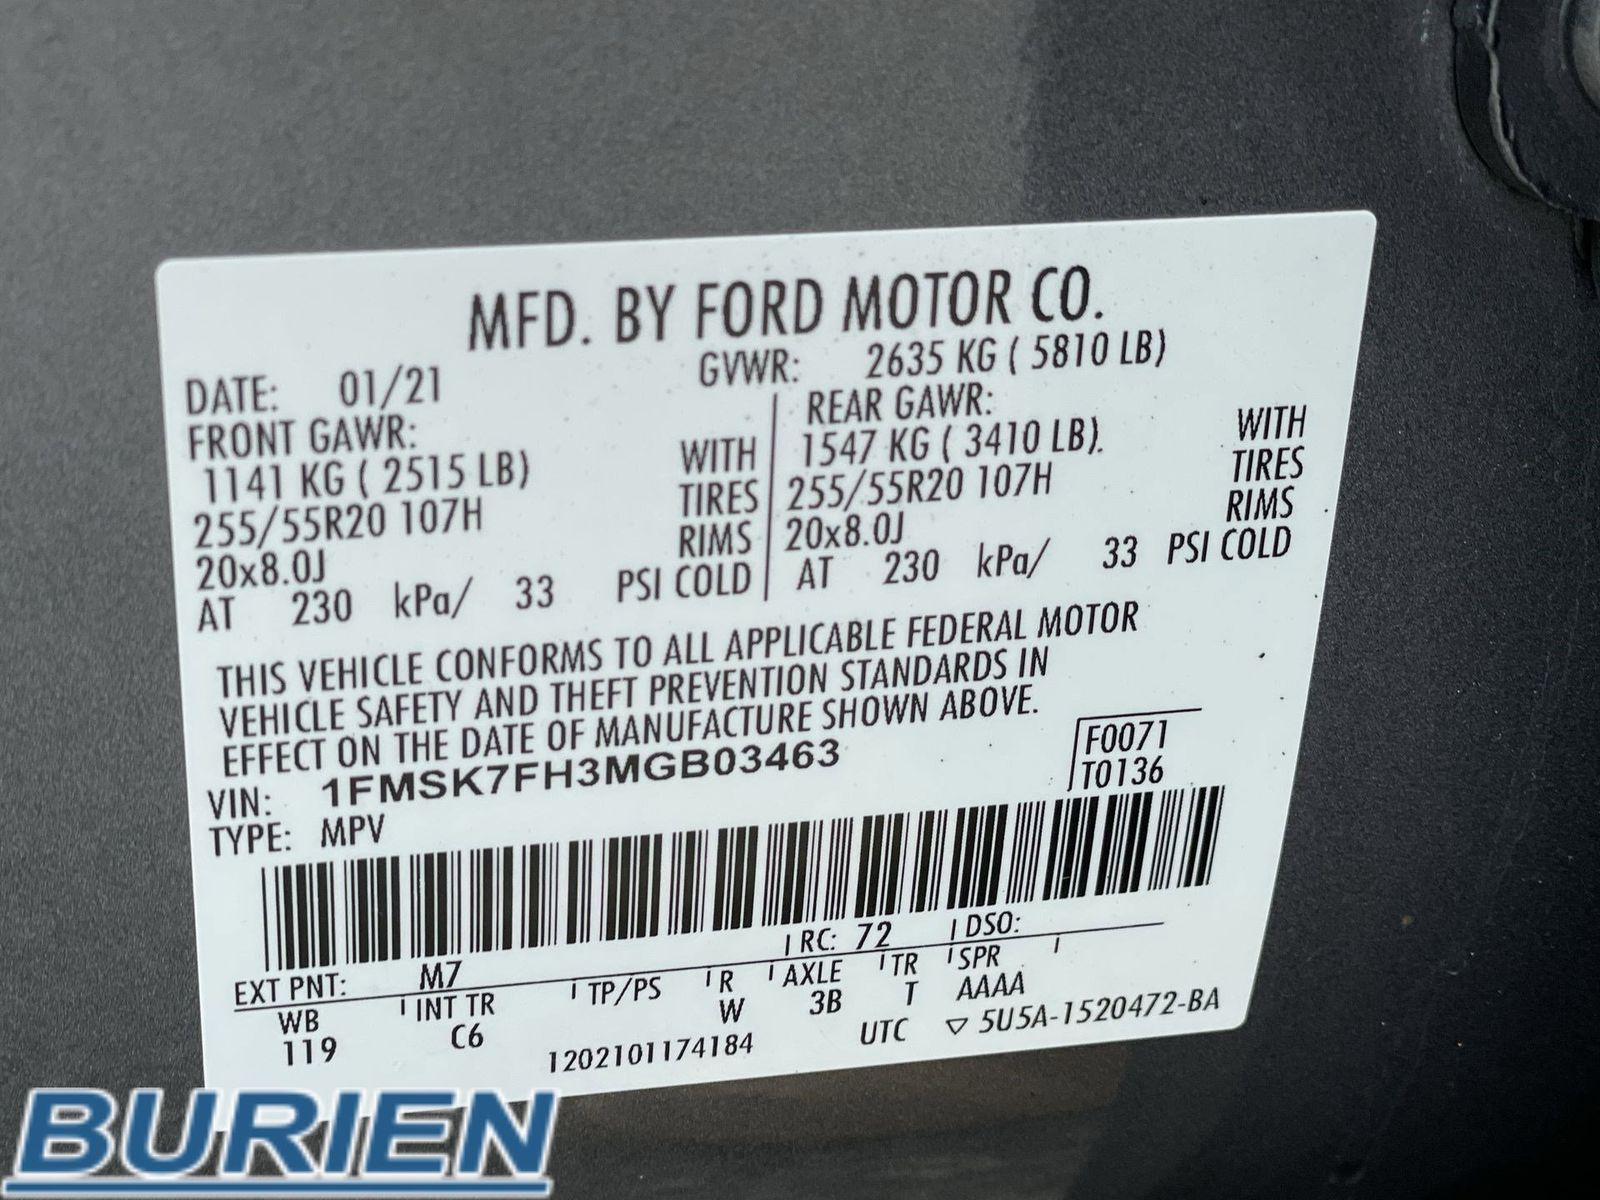 MFD. BY FORD MOTOR CO.
DATE: 01/21 GVWR: 2635 KG ( 5810 LB)
FRONT GAWR: REAR GAWR:
1141 KG ( 2515 LB) WITH 1547 KG ( 3410 LB). WITH
255/55R20 107H TIRES 255/55R20 107H TIRES
20x8.0J RIMS 20x8.0J RIMS
AT 230 kPa/ 33 PSI COLD AT 230 kPa/ 33 PSI COLD
THIS VEHICLE CONFORMS TO ALL APPLICABLE FEDERAL MOTOR
VEHICLE SAFETY AND THEFT PREVENTION STANDARDS IN
EFFECT ON THE DATE OF MANUFACTURE SHOWN ABOVE.
VIN: 1FMSK7FH3MGB03463 F0071
TYPE: MPV T0136
EXT PNT: M7 RC: 72 DSO:
WB INT TR TP/PS R AXLE TR SPR
119 C6 W 3B T AAAA
1202101174184 UTC ▽ 5U5A-1520472-BA
BURIEN